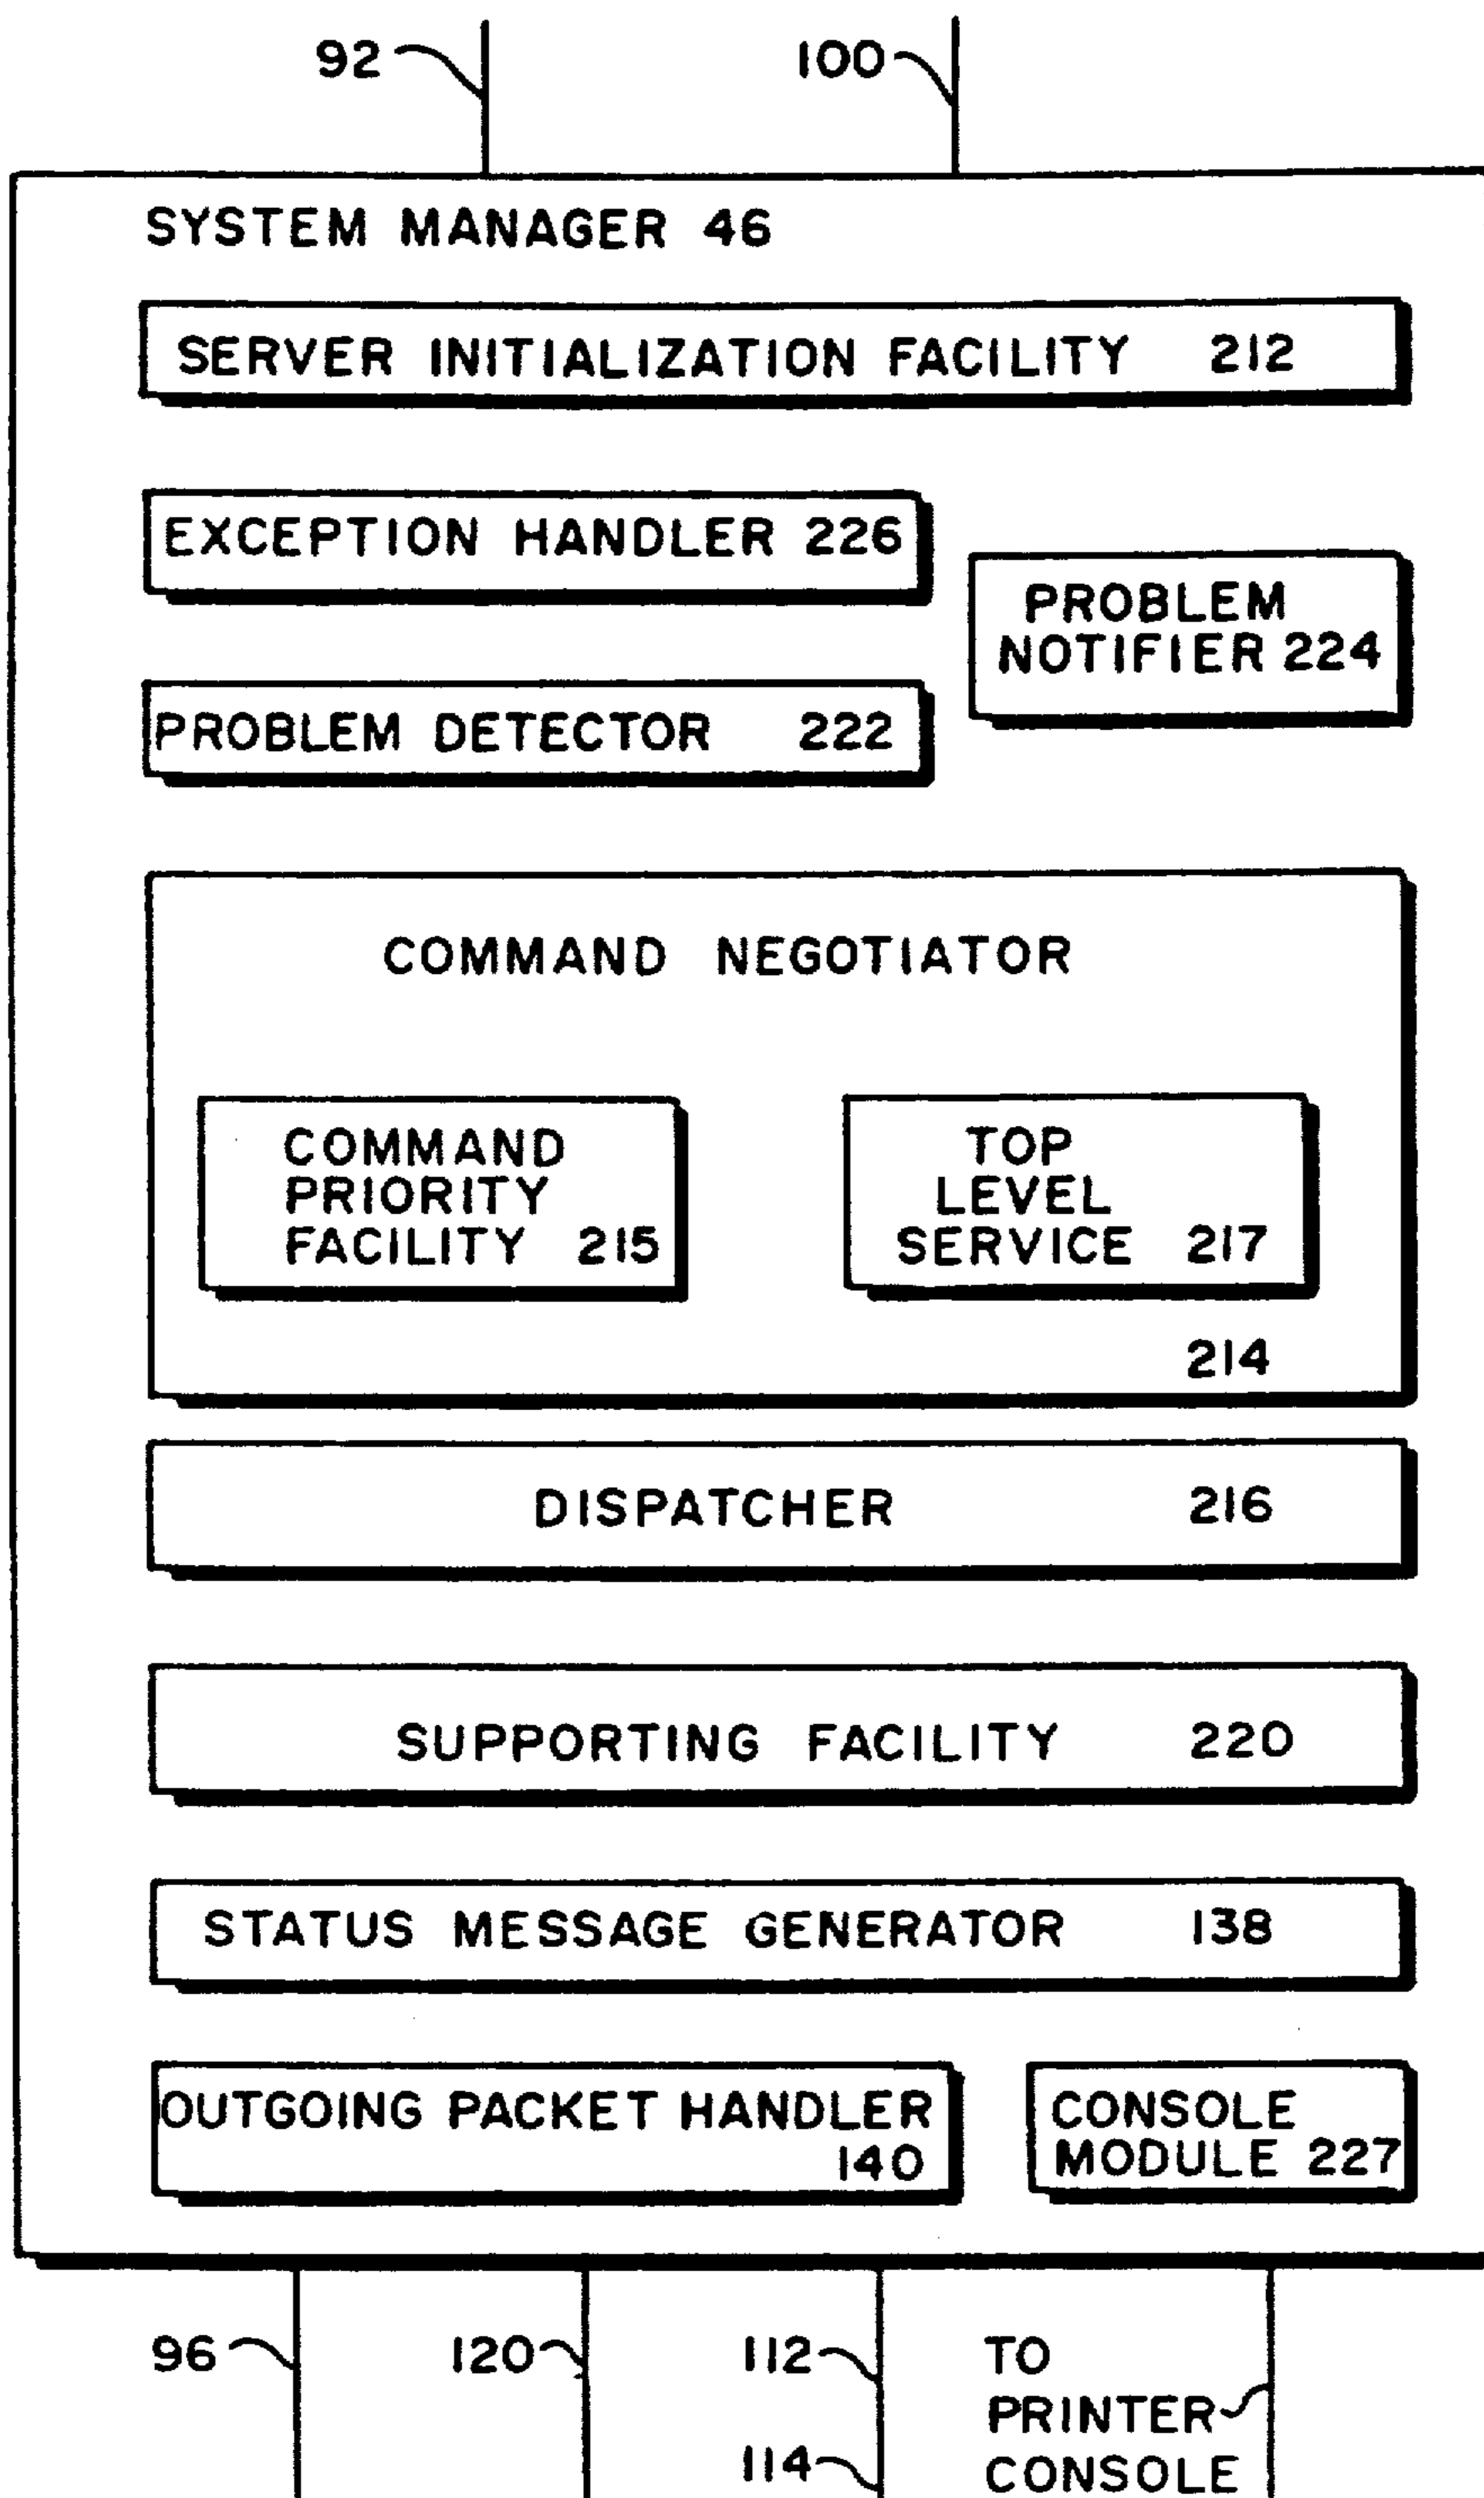 92
100
SYSTEM MANAGER 46
SERVER INITIALIZATION FACILITY 212
EXCEPTION HANDLER 226
PROBLEM
NOTIFIER 224
PROBLEM DETECTOR 222
COMMAND NEGOTIATOR
COMMAND
PRIORITY
FACILITY 215
TOP
LEVEL
SERVICE 217
214
DISPATCHER 216
SUPPORTING FACILITY 220
STATUS MESSAGE GENERATOR 138
OUTGOING PACKET HANDLER
140
CONSOLE
MODULE 227
96
120
112
114
TO
PRINTER
CONSOLE